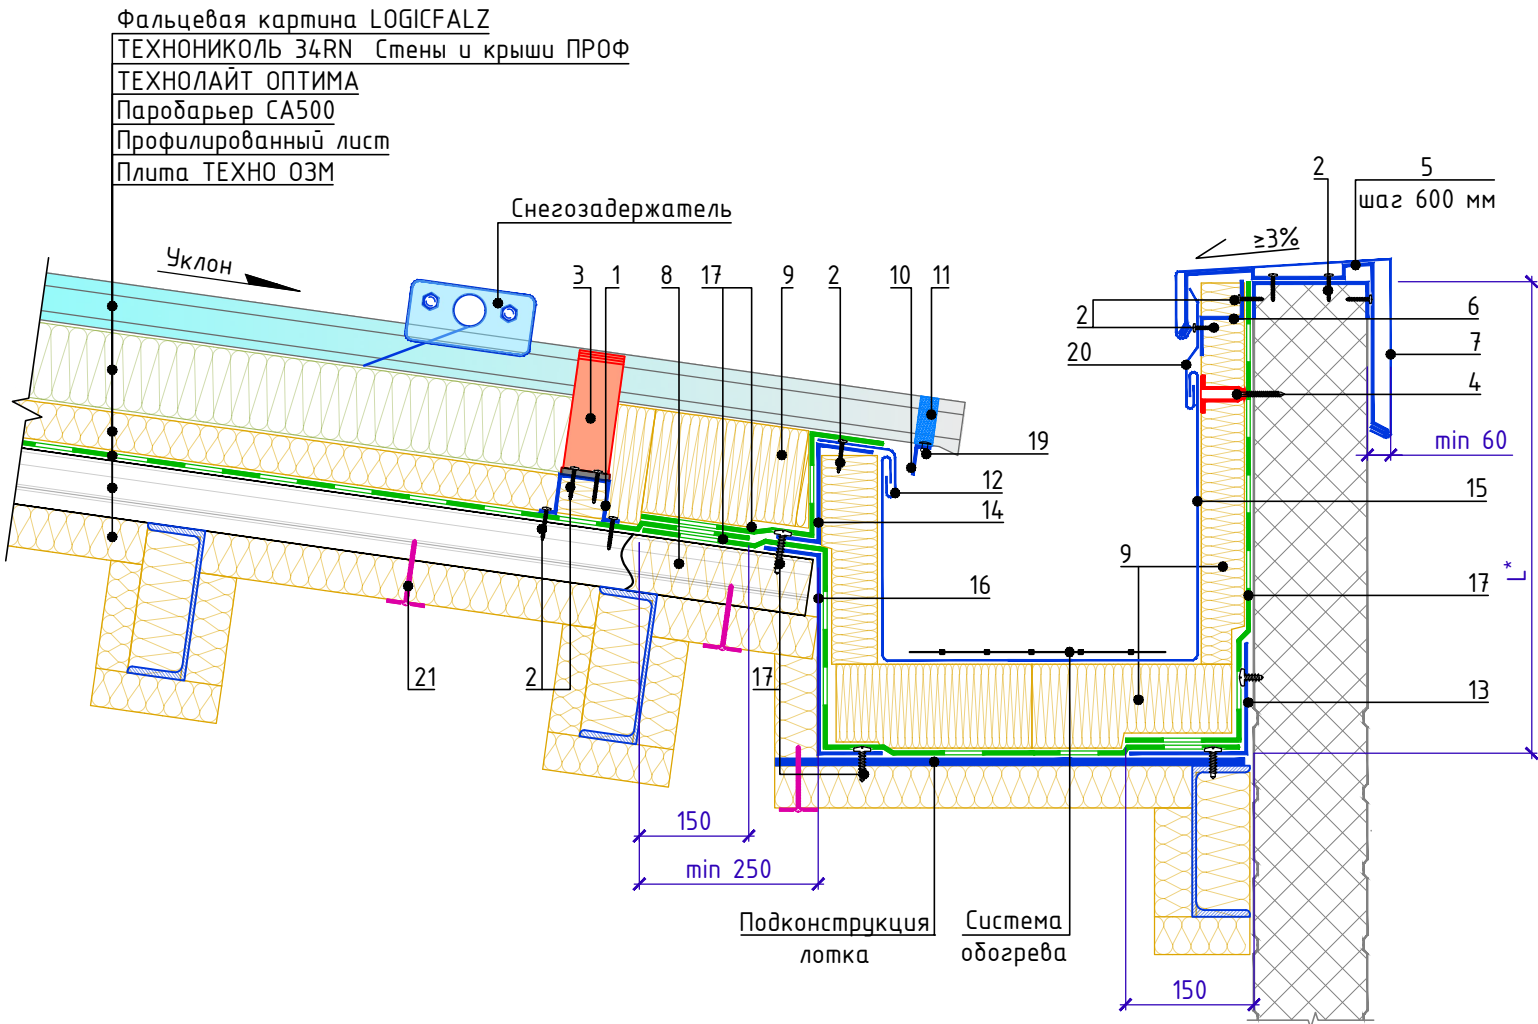 Фальцевая картина LOGICFALZ
ТЕХНОНИКОЛЬ 34RN Стены и крыши ПРОФ
ТЕХНОЛАЙТ ОПТИМА
Паробарьер СА500
Профилированный лист
Плита ТЕХНО ОЗМ
Снегозадержатель
Уклон
3
1
8
17
9
2
10
11
≥3%
2
5
шаг 600 мм
2
6
20
7
4
min 60
19
12
14
15
9
L*
16
17
21
2
17
13
150
min 250
Подконструкция
лотка
Система
обогрева
150